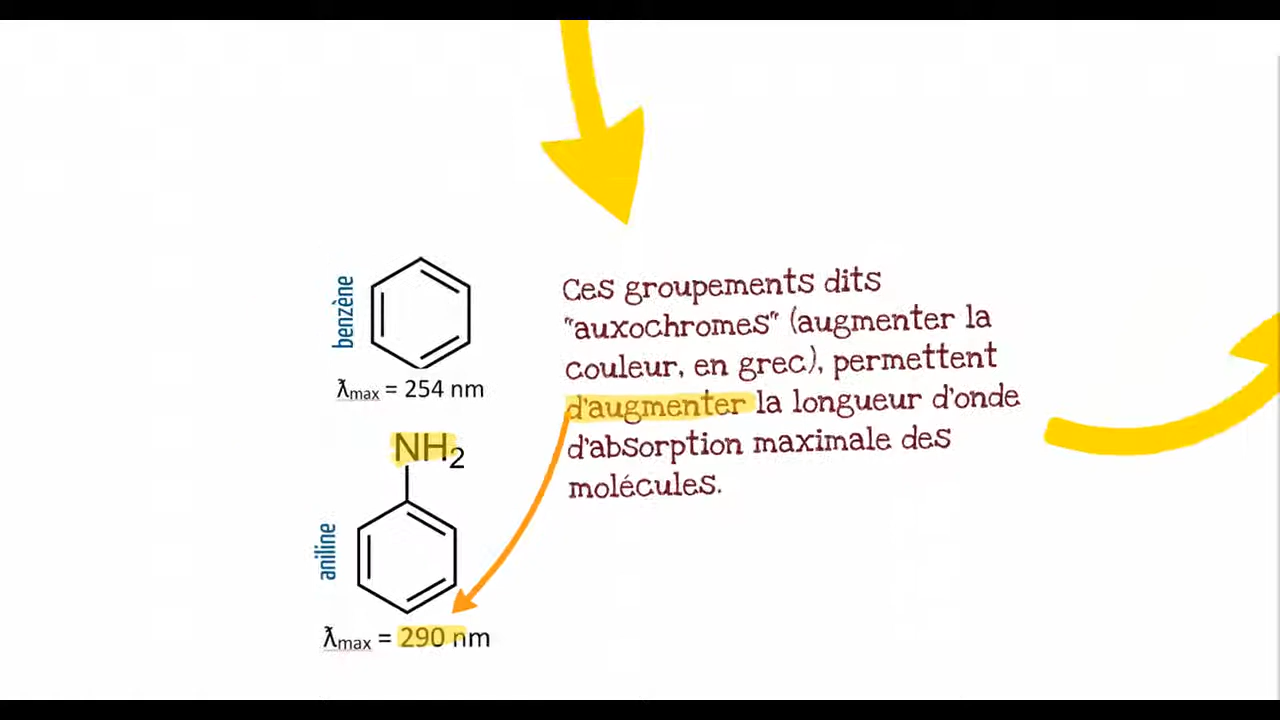 benzène
λmax = 254 nm
NH2
aniline
λmax = 290 nm
Ces groupements dits
"auxochromes" (augmenter la
couleur, en grec), permettent
d'augmenter la longueur d'onde
d'absorption maximale des
molécules.